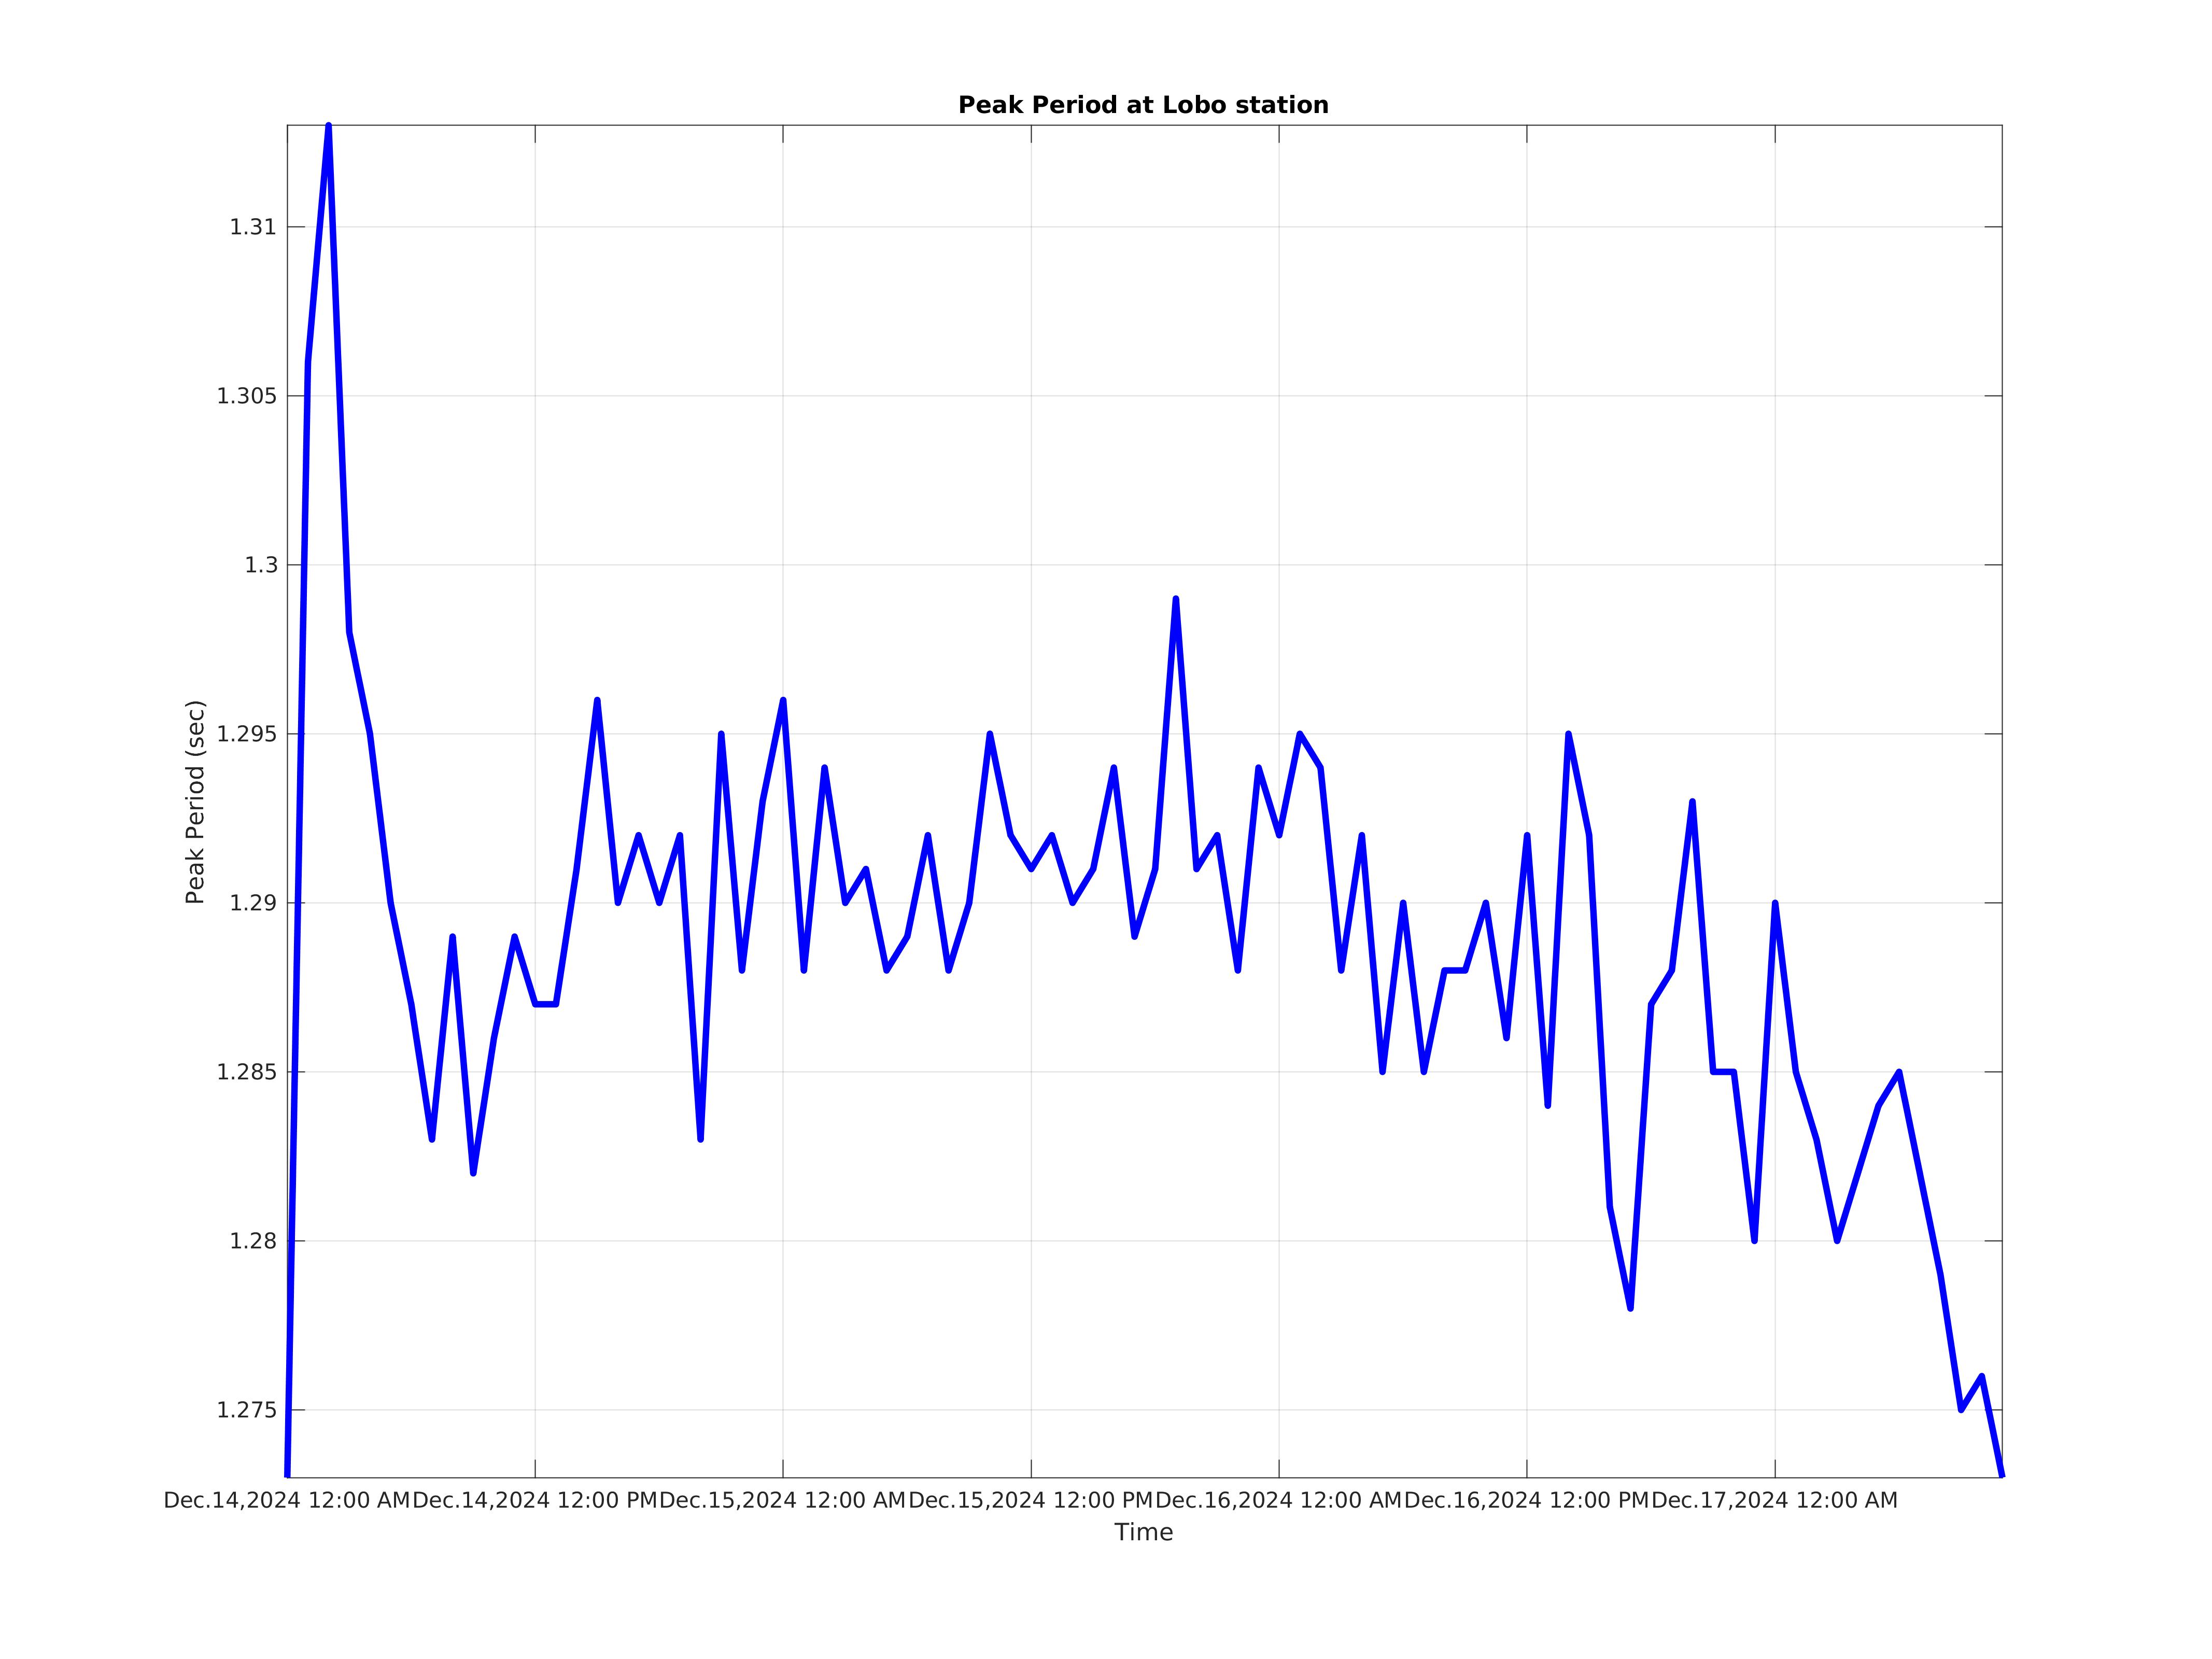 Peak Period at Lobo station
1.31
1.305
1.3
1.295
1.29
1.285
1.28
1.275
Peak Period (sec)
Dec.14,2024 12:00 AM Dec.14,2024 12:00 PM Dec.15,2024 12:00 AM Dec.15,2024 12:00 PM Dec.16,2024 12:00 AM Dec.16,2024 12:00 PM Dec.17,2024 12:00 AM
Time